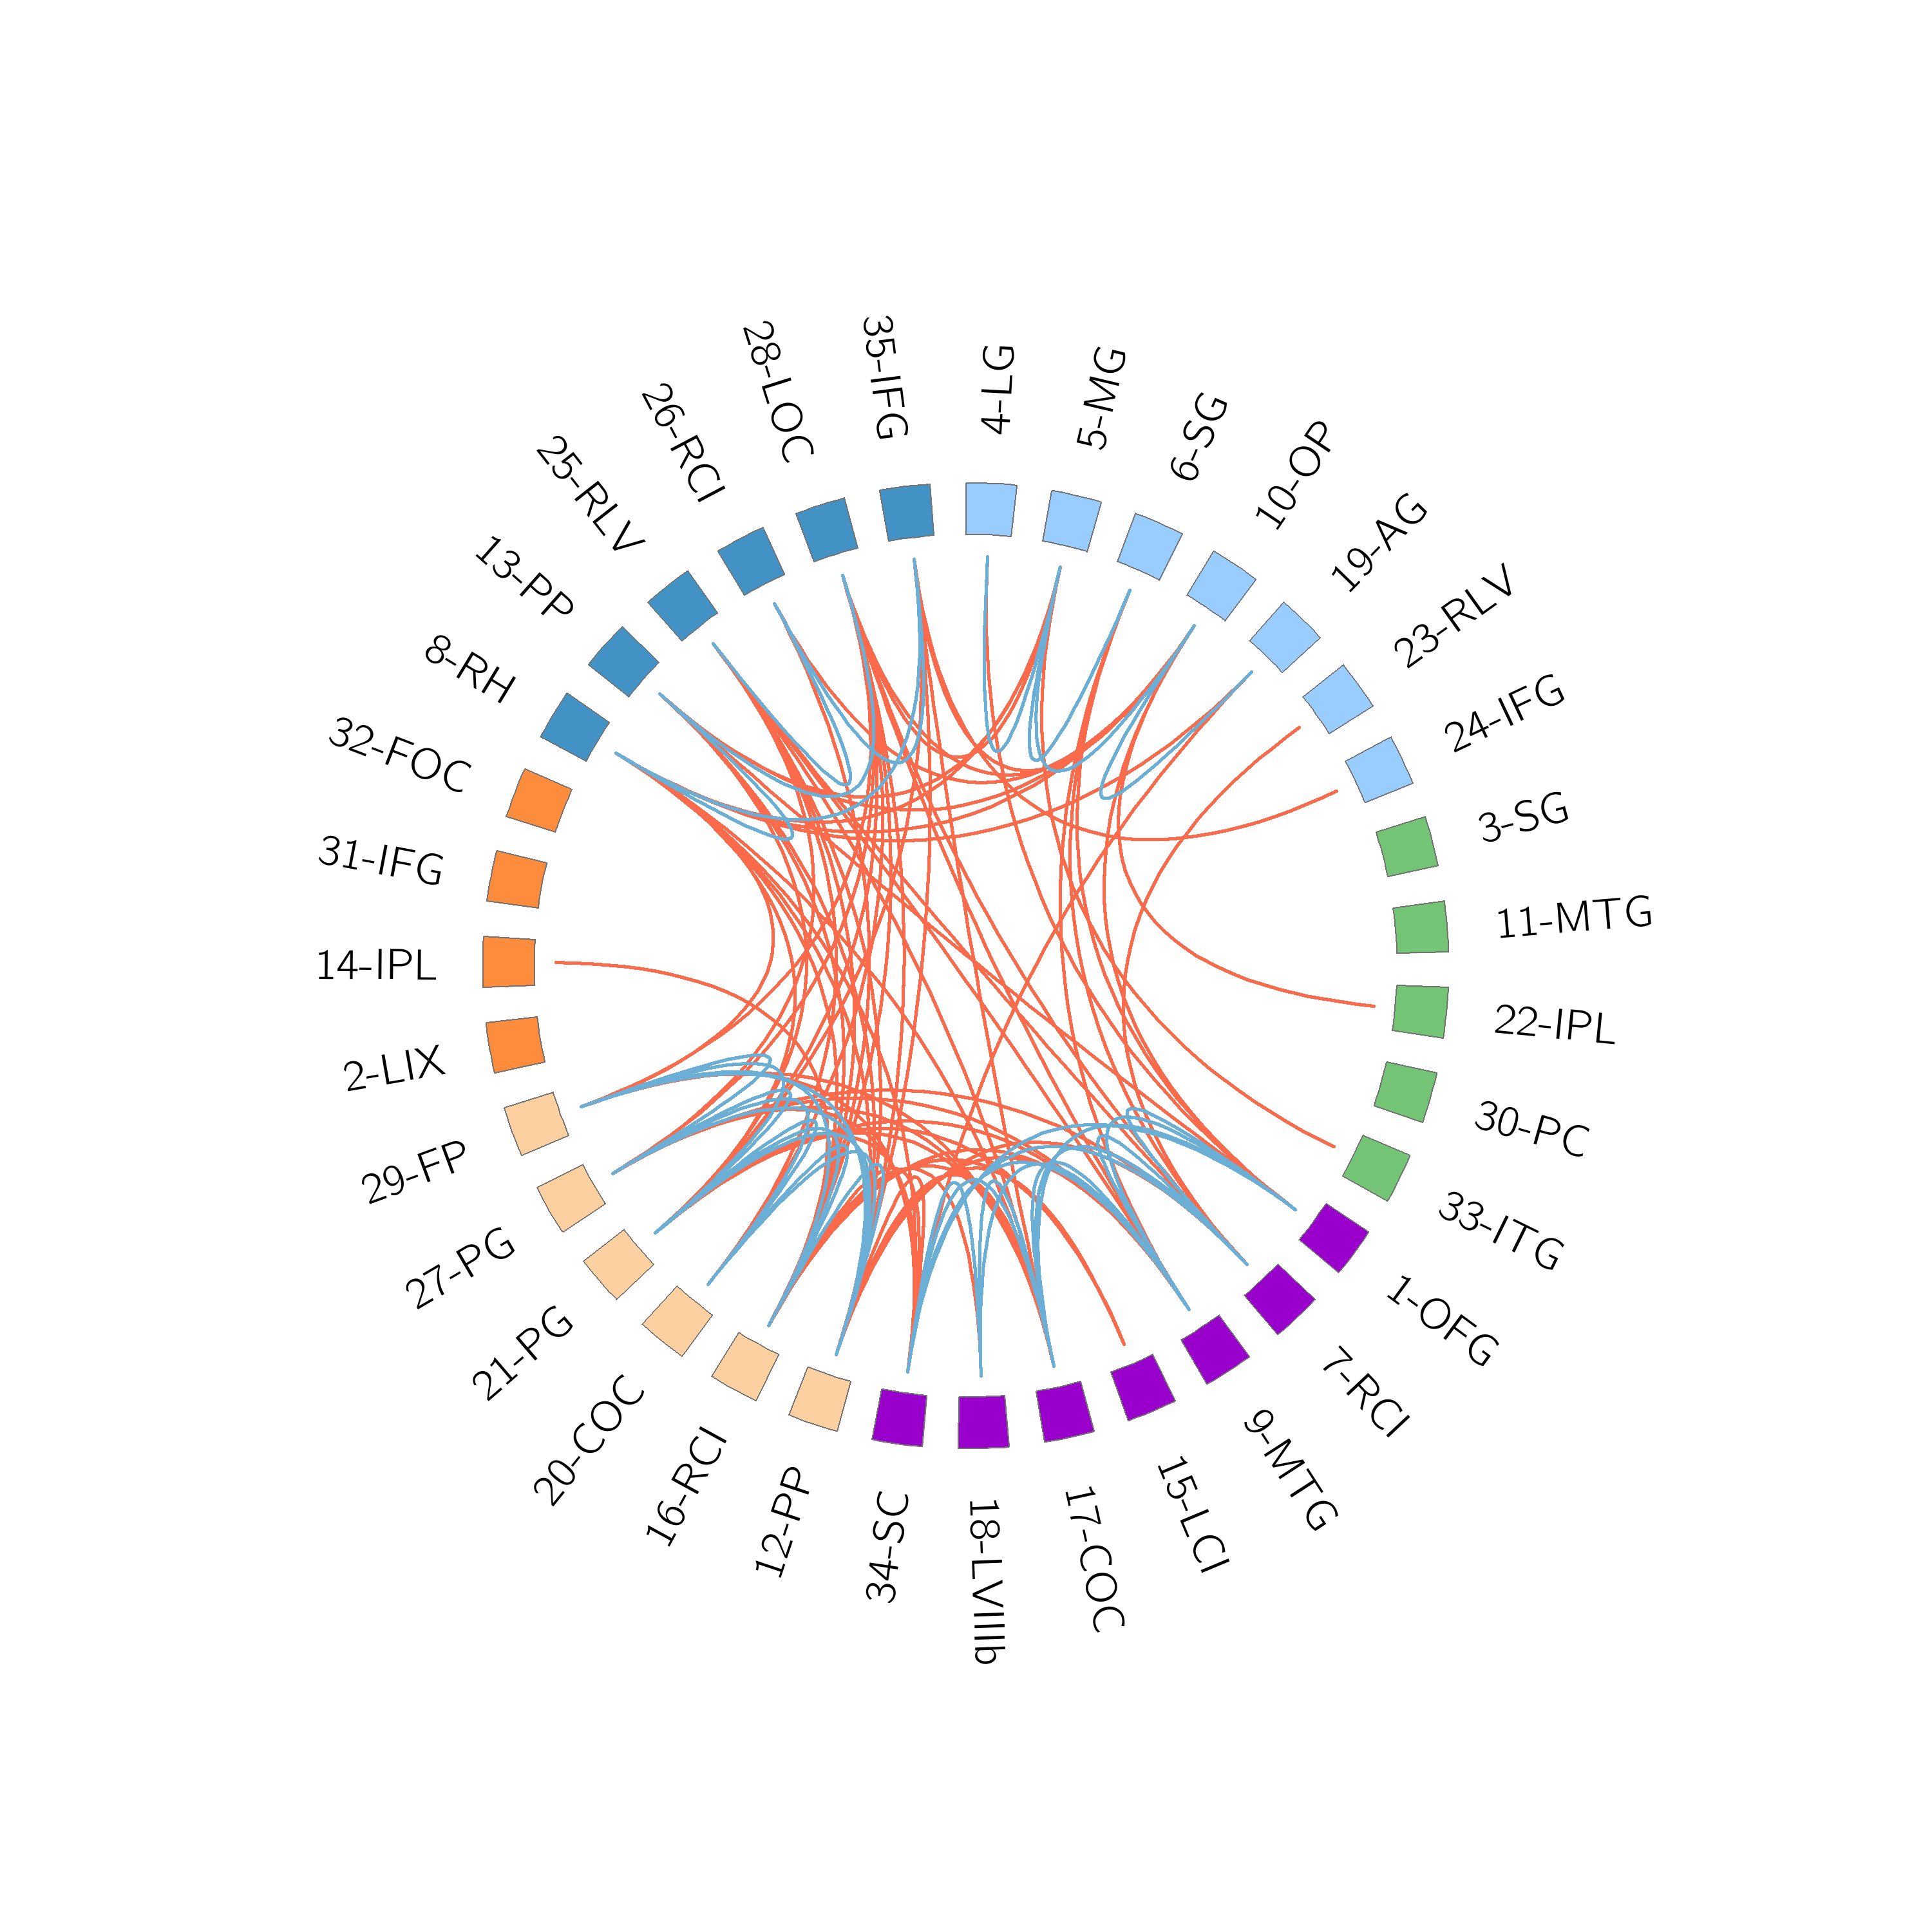 4-LG
5-MG
6-SG
10-OP
19-AG
23-RLV
24-IFG
3-SG
11-MTG
22-IPL
30-PC
33-ITG
1-OFG
7-RCI
9-MTG
15-LCI
17-COC
18-LVIIIb
34-SC
12-PP
16-RCI
20-COC
21-PG
27-PG
29-FP
2-LIX
14-IPL
31-IFG
32-FOC
8-RH
13-PP
25-RLV
26-RCI
28-LOC
35-IFG